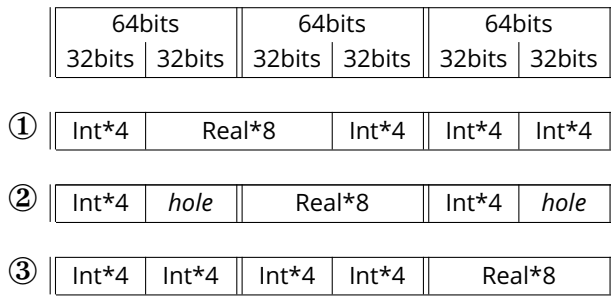 64bits 64bits 64bits
32bits 32bits 32bits 32bits 32bits 32bits
① Int*4 Real*8 Int*4 Int*4 Int*4
② Int*4 hole Real*8 Int*4 hole
③ Int*4 Int*4 Int*4 Int*4 Real*8